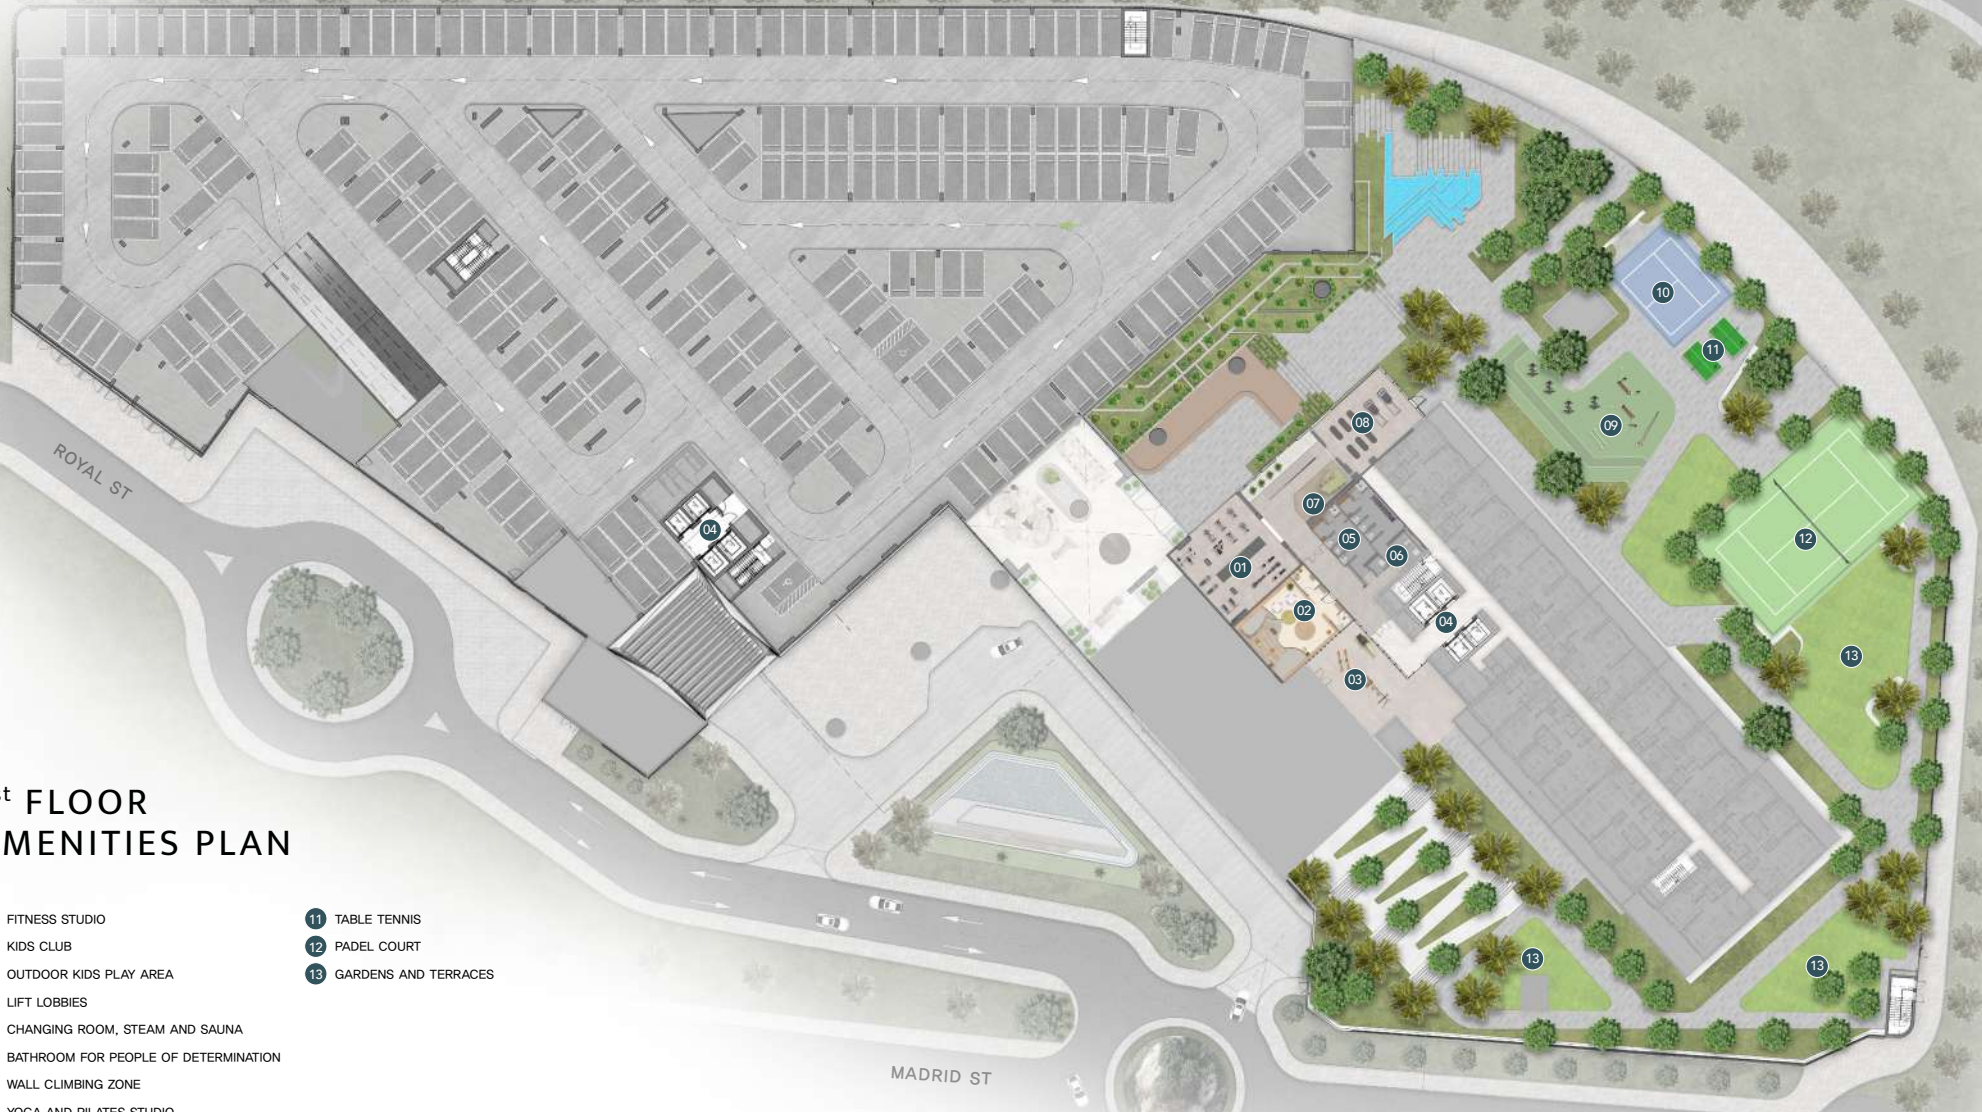 st FLOOR
MENITIES PLAN
FITNESS STUDIO
KIDS CLUB
OUTDOOR KIDS PLAY AREA
LIFT LOBBIES
CHANGING ROOM, STEAM AND SAUNA
BATHROOM FOR PEOPLE OF DETERMINATION
WALL CLIMBING ZONE
YOGA AND PILATES STUDIO
11 TABLE TENNIS
12 PADEL COURT
13 GARDENS AND TERRACES
ROYAL ST
MADRID ST
04
10
11
09
08
07
05
06
01
02
04
03
12
13
13
13